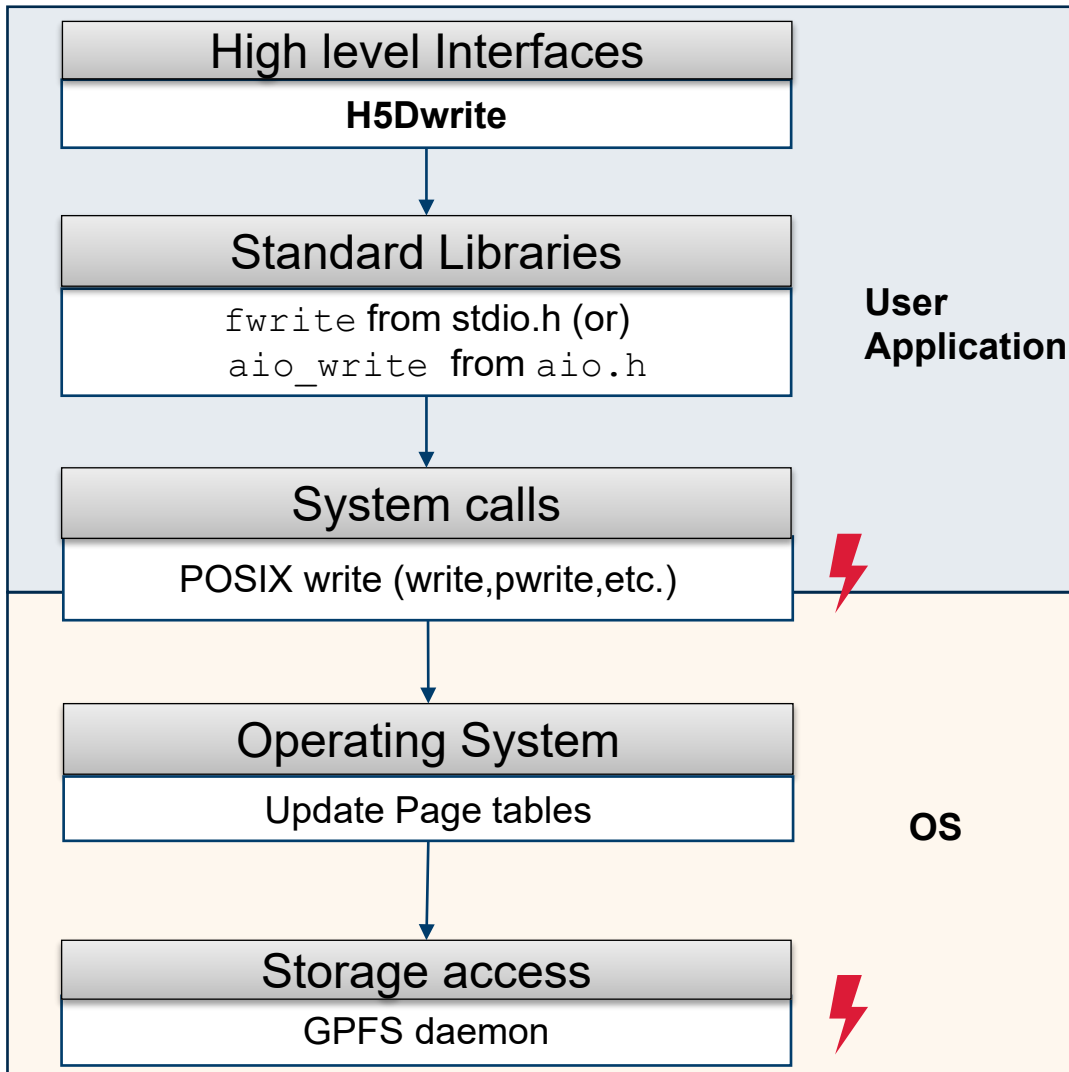 High level Interfaces
H5Dwrite
Standard Libraries
fwrite from stdio.h (or)
aio_write from aio.h
User
Application
System calls
POSIX write (write,pwrite,etc.)
Operating System
Update Page tables
OS
Storage access
GPFS daemon